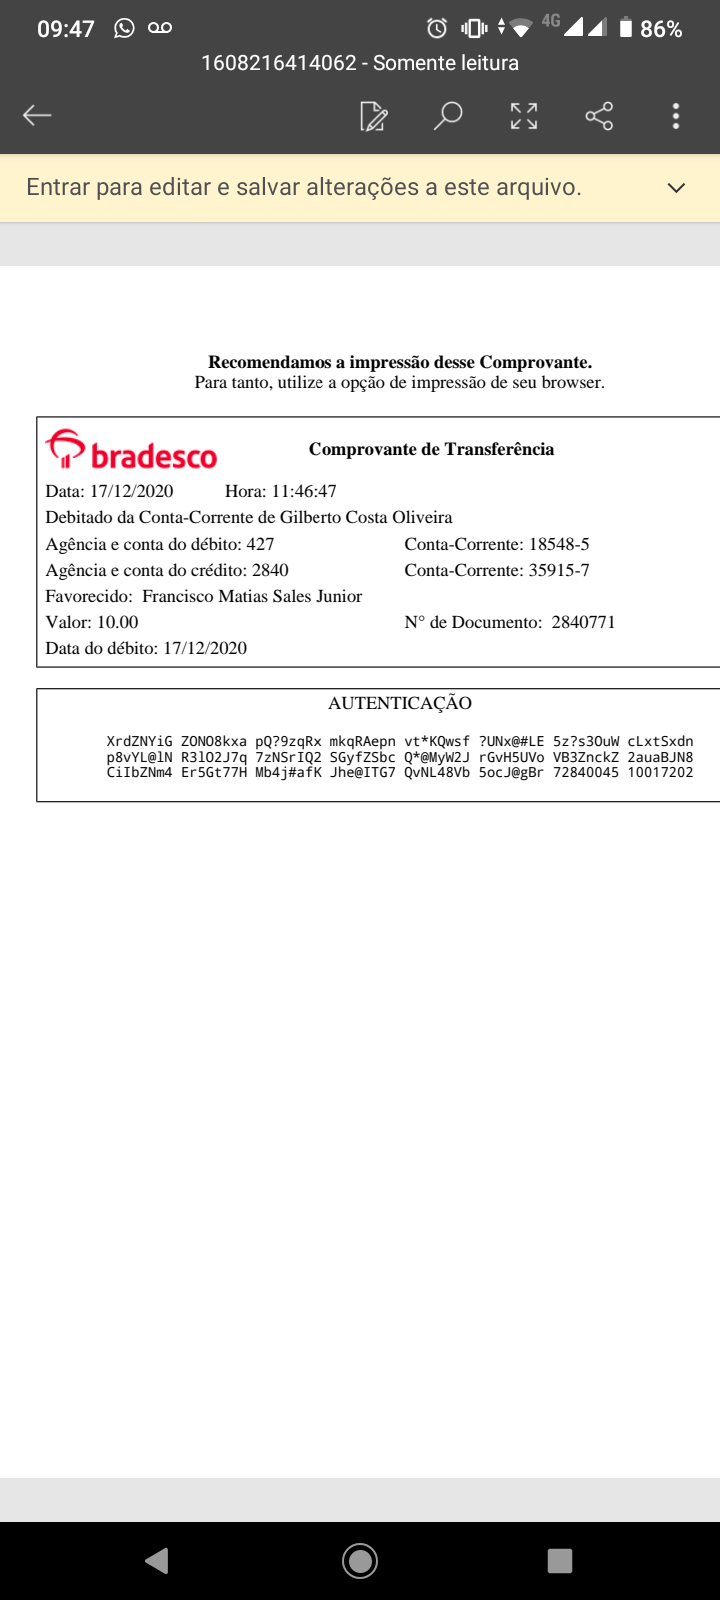 09:47
4G 86%
1608216414062 - Somente leitura
Entrar para editar e salvar alterações a este arquivo.
Recomendamos a impressão desse Comprovante.
Para tanto, utilize a opção de impressão de seu browser.
bradesco Comprovante de Transferência
Data: 17/12/2020 Hora: 11:46:47
Debitado da Conta-Corrente de Gilberto Costa Oliveira
Agência e conta do débito: 427 Conta-Corrente: 18548-5
Agência e conta do crédito: 2840 Conta-Corrente: 35915-7
Favorecido: Francisco Matias Sales Junior
Valor: 10.00 N° de Documento: 2840771
Data do débito: 17/12/2020
AUTENTICAÇÃO
XrdZNYiG ZONO8kxa pQ?9zqRx mkqRAepn vt*KQwsf ?UNx@#LE 5z?s3OuW cLxtSxdn
p8vYL@lN R3lO2J7q 7zNSrIQ2 SGyfZSbc Q*@MyW2J rGvH5UVo VB3ZnckZ 2auaBJN8
CiIbZNm4 Er5Gt77H Mb4j#afK Jhe@ITG7 QvNL48Vb 5ocJ@gBr 72840045 10017202